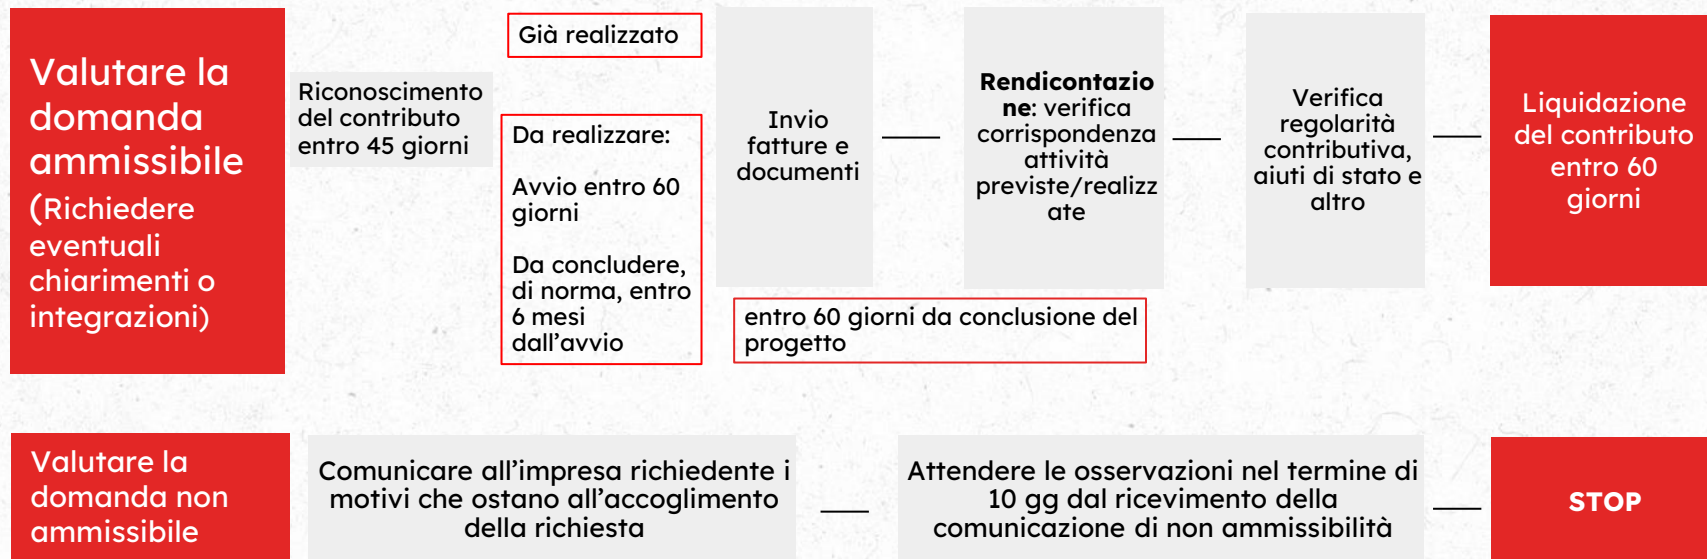 Valutare la
domanda
ammissibile
(Richiedere
eventuali
chiarimenti o
integrazioni)
Riconoscimento
del contributo
entro 45 giorni
Già realizzato
Da realizzare:
Avvio entro 60
giorni
Da concludere,
di norma, entro
6 mesi
dall'avvio
Invio
fatture e
documenti
Rendicontazio
ne: verifica
corrispondenza
attività
previste/realizz
ate
entro 60 giorni da conclusione del
progetto
Verifica
regolarità
contributiva,
aiuti di stato e
altro
Liquidazione
del contributo
entro 60
giorni
Valutare la
domanda non
ammissibile
Comunicare all'impresa richiedente i
motivi che ostano all'accoglimento
della richiesta
Attendere le osservazioni nel termine di
10 gg dal ricevimento della
comunicazione di non ammissibilità
STOP